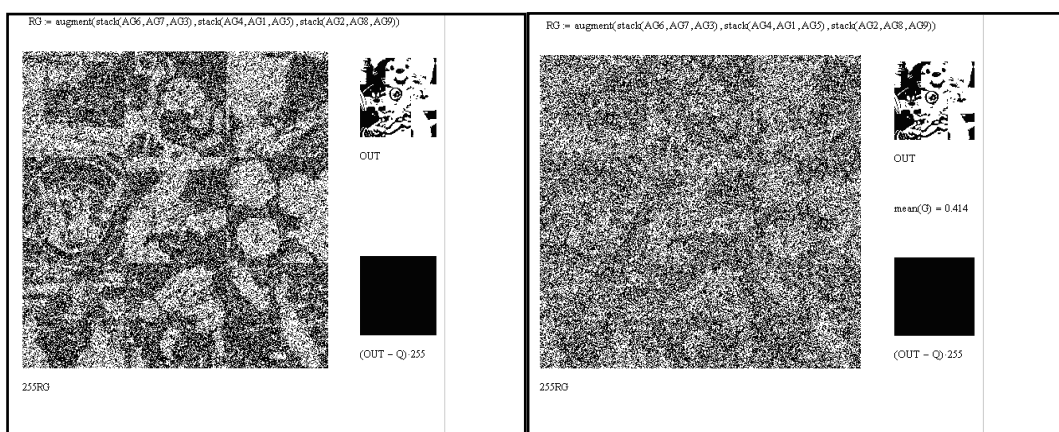 RG := augment(stack(AG6,AG7,AG3),stack(AG4,AG1,AG5),stack(AG2,AG8,AG9))
OUT
(OUT − Q)·255
255RG
RG := augment(stack(AG6,AG7,AG3),stack(AG4,AG1,AG5),stack(AG2,AG8,AG9))
OUT
mean(G) = 0.414
(OUT − Q)·255
255RG